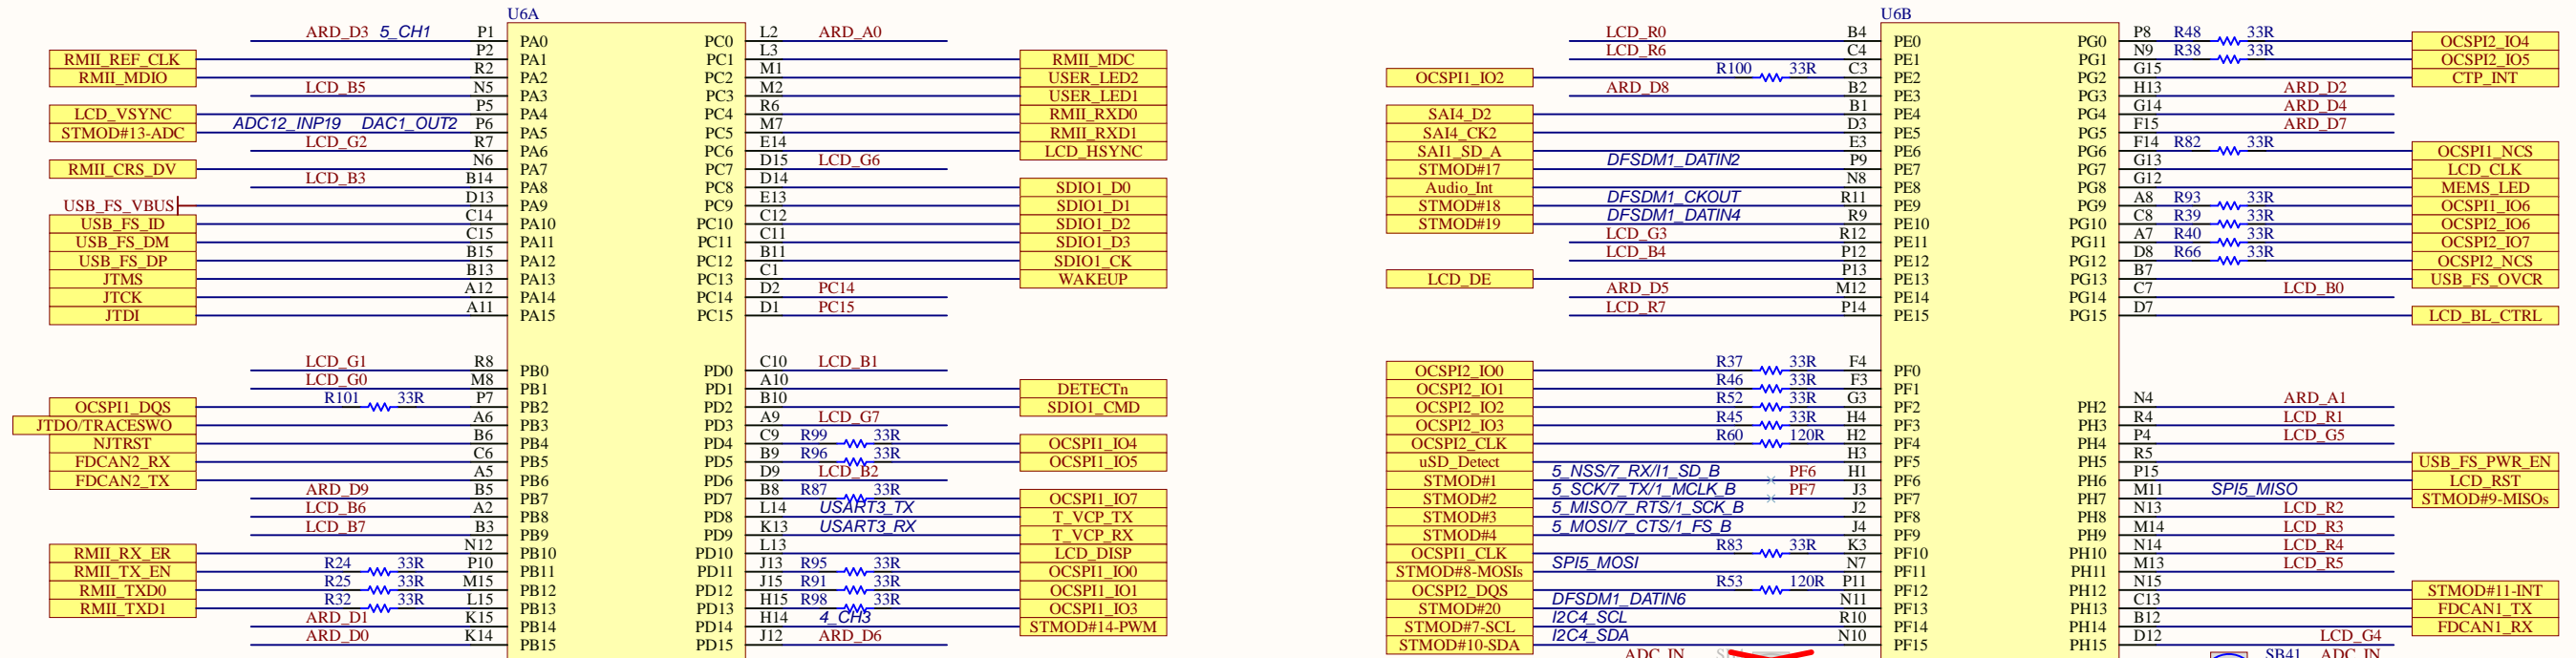 U6A U6B
ARD_D3 5_CH1 P1 PA0 PC0 L2 ARD_A0 LCD_R0 B4 PE0 PG0 P8 R48 33R OCSPI2_IO4
RMII_REF_CLK P2 PA1 PC1 L3 RMII_MDC LCD_R6 C4 PE1 PG1 N9 R38 33R OCSPI2_IO5
RMII_MDIO R2 PA2 PC2 M1 USER_LED2 OCSPI1_IO2 R100 33R C3 PE2 PG2 G15 CTP_INT
LCD_B5 N5 PA3 PC3 M2 USER_LED1 ARD_D8 B2 PE3 PG3 H13 ARD_D2
LCD_VSYNC P5 PA4 PC4 R6 RMII_RXD0 SAI4_D2 B1 PE4 PG4 G14 ARD_D4
STMOD#13-ADC ADC12_INP19 DAC1_OUT2 P6 PA5 PC5 M7 RMII_RXD1 SAI4_CK2 D3 PE5 PG5 F15 ARD_D7
LCD_G2 R7 PA6 PC6 E14 LCD_HSYNC SAI1_SD_A E3 PE6 PG6 F14 R82 33R OCSPI1_NCS
RMII_CRS_DV N6 PA7 PC7 D15 LCD_G6 STMOD#17 DFSDM1_DATIN2 P9 PE7 PG7 G13 LCD_CLK
LCD_B3 B14 PA8 PC8 D14 SDIO1_D0 Audio_Int N8 PE8 PG8 G12 MEMS_LED
USB_FS_VBUS D13 PA9 PC9 E13 SDIO1_D1 STMOD#18 DFSDM1_CKOUT R11 PE9 PG9 A8 R93 33R OCSPI1_IO6
USB_FS_ID C14 PA10 PC10 C12 SDIO1_D2 STMOD#19 DFSDM1_DATIN4 R9 PE10 PG10 C8 R39 33R OCSPI2_IO6
USB_FS_DM C15 PA11 PC11 C11 SDIO1_D3 LCD_G3 R12 PE11 PG11 A7 R40 33R OCSPI2_IO7
USB_FS_DP B15 PA12 PC12 B11 SDIO1_CK LCD_B4 P12 PE12 PG12 D8 R66 33R OCSPI2_NCS
JTMS B13 PA13 PC13 C1 WAKEUP LCD_DE P13 PE13 PG13 B7 USB_FS_OVCR
JTCK A12 PA14 PC14 D2 PC14 ARD_D5 M12 PE14 PG14 C7 LCD_B0
JTDI A11 PA15 PC15 D1 PC15 LCD_R7 P14 PE15 PG15 D7 LCD_BL_CTRL
LCD_G1 R8 PB0 PD0 C10 LCD_B1 OCSPI2_IO0 R37 33R F4 PF0
LCD_G0 M8 PB1 PD1 A10 DETECTn OCSPI2_IO1 R46 33R F3 PF1
OCSPI1_DQS R101 33R P7 PB2 PD2 B10 SDIO1_CMD OCSPI2_IO2 R52 33R G3 PF2 PH2 N4 ARD_A1
JTDO/TRACESWO A6 PB3 PD3 A9 LCD_G7 OCSPI2_IO3 R45 33R H4 PF3 PH3 R4 LCD_R1
NJTRST B6 PB4 PD4 C9 R99 33R OCSPI1_IO4 OCSPI2_CLK R60 120R H2 PF4 PH4 P4 LCD_G5
FDCAN2_RX C6 PB5 PD5 B9 R96 33R OCSPI1_IO5 uSD_Detect H3 PF5 PH5 R5 USB_FS_PWR_EN
FDCAN2_TX A5 PB6 PD6 D9 LCD_B2 STMOD#1 5_NSS/7_RX/I1_SD_B PF6 H1 PF6 PH6 P15 LCD_RST
ARD_D9 B5 PB7 PD7 B8 R87 33R OCSPI1_IO7 STMOD#2 5_SCK/7_TX/1_MCLK_B PF7 J3 PF7 PH7 M11 SPI5_MISO STMOD#9-MISOs
LCD_B6 A2 PB8 PD8 L14 USART3_TX T_VCP_TX STMOD#3 5_MISO/7_RTS/1_SCK_B J2 PF8 PH8 N13 LCD_R2
LCD_B7 B3 PB9 PD9 K13 USART3_RX T_VCP_RX STMOD#4 5_MOSI/7_CTS/1_FS_B J4 PF9 PH9 M14 LCD_R3
RMII_RX_ER N12 PB10 PD10 L13 LCD_DISP OCSPI1_CLK R83 33R K3 PF10 PH10 N14 LCD_R4
RMII_TX_EN R24 33R P10 PB11 PD11 J13 R95 33R OCSPI1_IO0 STMOD#8-MOSIs SPI5_MOSI N7 PF11 PH11 M13 LCD_R5
RMII_TXD0 R25 33R M15 PB12 PD12 J15 R91 33R OCSPI1_IO1 OCSPI2_DQS R53 120R P11 PF12 PH12 N15 STMOD#11-INT
RMII_TXD1 R32 33R L15 PB13 PD13 H15 R98 33R OCSPI1_IO3 STMOD#20 DFSDM1_DATIN6 N11 PF13 PH13 C13 FDCAN1_TX
ARD_D1 K15 PB14 PD14 H14 4_CH3 STMOD#14-PWM STMOD#7-SCL I2C4_SCL R10 PF14 PH14 B12 FDCAN1_RX
ARD_D0 K14 PB15 PD15 J12 ARD_D6 STMOD#10-SDA I2C4_SDA N10 PF15 PH15 D12 LCD_G4
ADC_IN SB41 ADC_IN